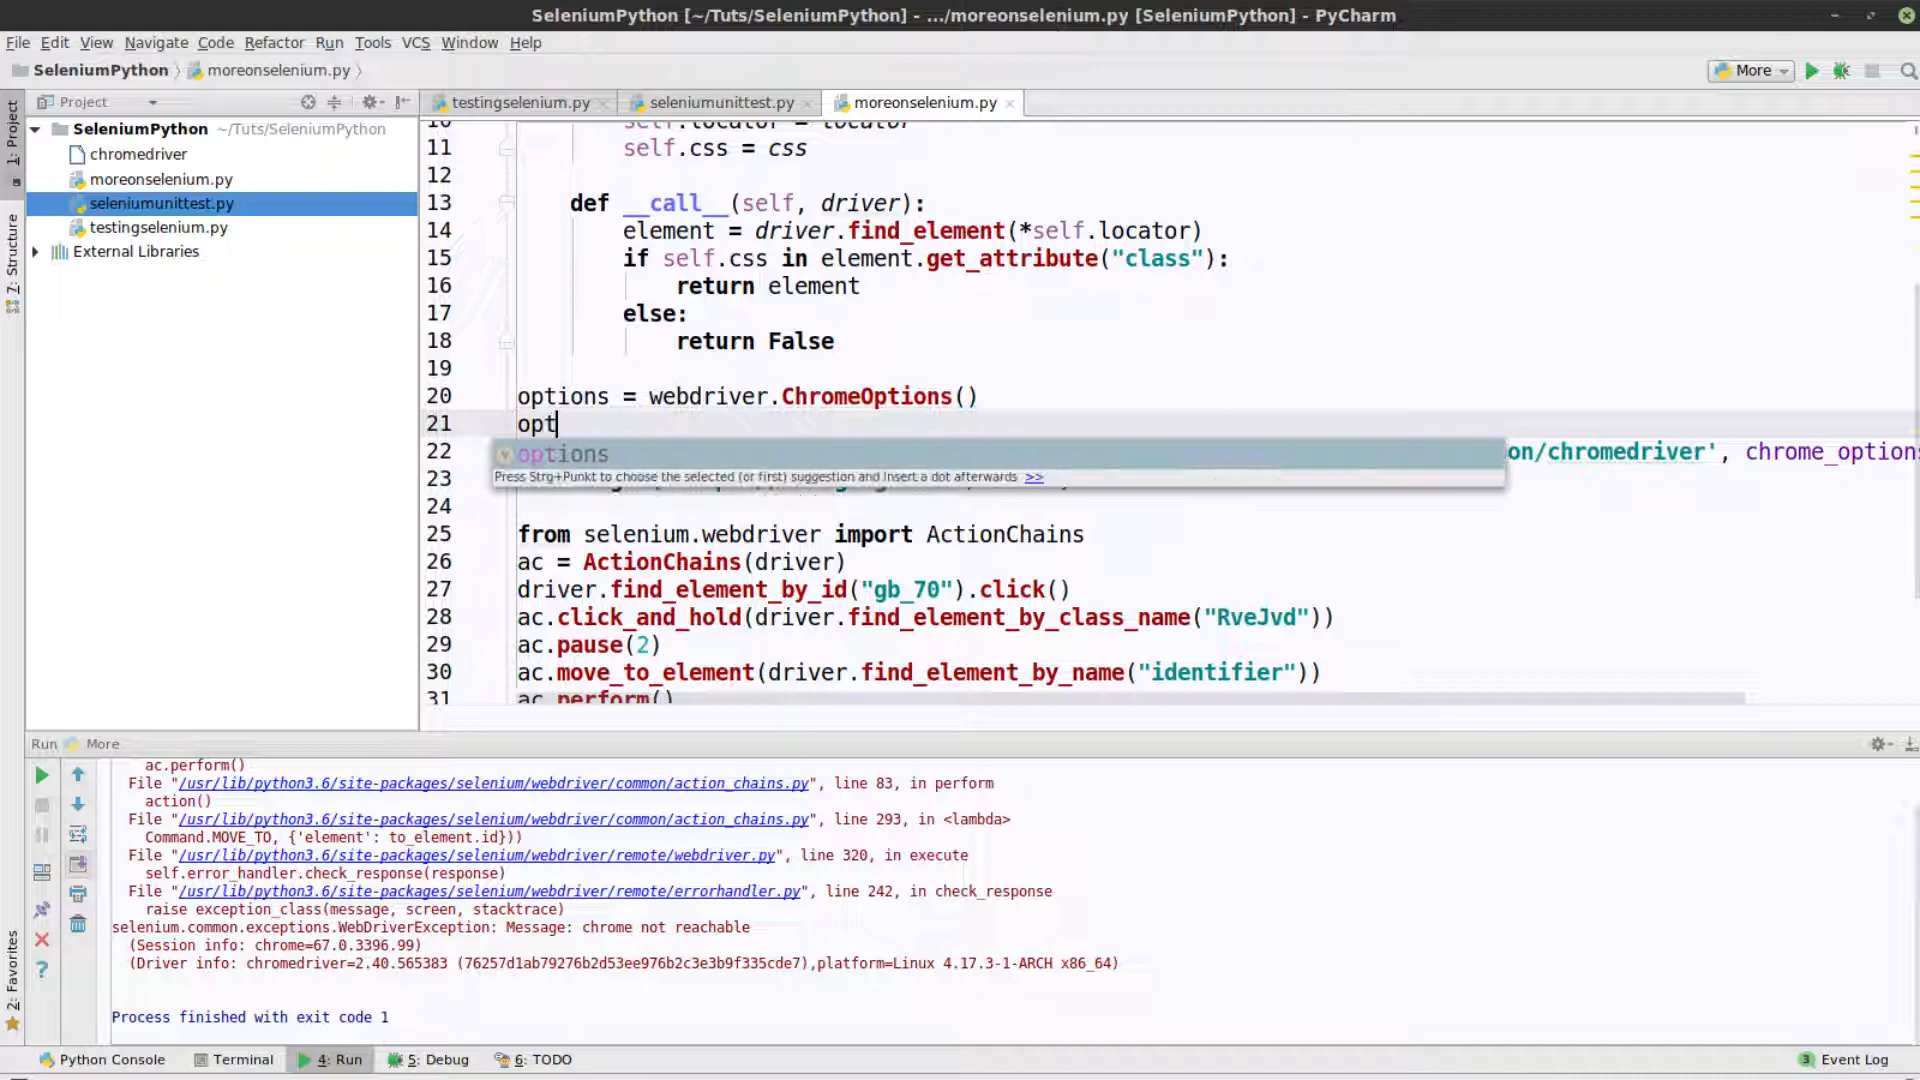 SeleniumPython [~/Tuts/SeleniumPython] - .../moreonselenium.py [SeleniumPython] - PyCharm
File Edit View Navigate Code Refactor Run Tools VCS Window Help
SeleniumPython moreonselenium.py
More
Project
testingselenium.py seleniumunittest.py moreonselenium.py
1: Project
7: Structure
2: Favorites
SeleniumPython ~/Tuts/SeleniumPython
chromedriver
moreonselenium.py
seleniumunittest.py
testingselenium.py
External Libraries
10 self.locator = locator
11 self.css = css
12
13 def __call__(self, driver):
14 element = driver.find_element(*self.locator)
15 if self.css in element.get_attribute("class"):
16 return element
17 else:
18 return False
19
20 options = webdriver.ChromeOptions()
21 opt
options
Press Strg+Punkt to choose the selected (or first) suggestion and insert a dot afterwards >>
22 on/chromedriver', chrome_options
23
24
25 from selenium.webdriver import ActionChains
26 ac = ActionChains(driver)
27 driver.find_element_by_id("gb_70").click()
28 ac.click_and_hold(driver.find_element_by_class_name("RveJvd"))
29 ac.pause(2)
30 ac.move_to_element(driver.find_element_by_name("identifier"))
31 ac.perform()
Run More
ac.perform()
File "/usr/lib/python3.6/site-packages/selenium/webdriver/common/action_chains.py", line 83, in perform
action()
File "/usr/lib/python3.6/site-packages/selenium/webdriver/common/action_chains.py", line 293, in <lambda>
Command.MOVE_TO, {'element': to_element.id}))
File "/usr/lib/python3.6/site-packages/selenium/webdriver/remote/webdriver.py", line 320, in execute
self.error_handler.check_response(response)
File "/usr/lib/python3.6/site-packages/selenium/webdriver/remote/errorhandler.py", line 242, in check_response
raise exception_class(message, screen, stacktrace)
selenium.common.exceptions.WebDriverException: Message: chrome not reachable
(Session info: chrome=67.0.3396.99)
(Driver info: chromedriver=2.40.565383 (76257d1ab79276b2d53ee976b2c3e3b9f335cde7),platform=Linux 4.17.3-1-ARCH x86_64)
Process finished with exit code 1
Python Console Terminal 4: Run 5: Debug 6: TODO 3 Event Log